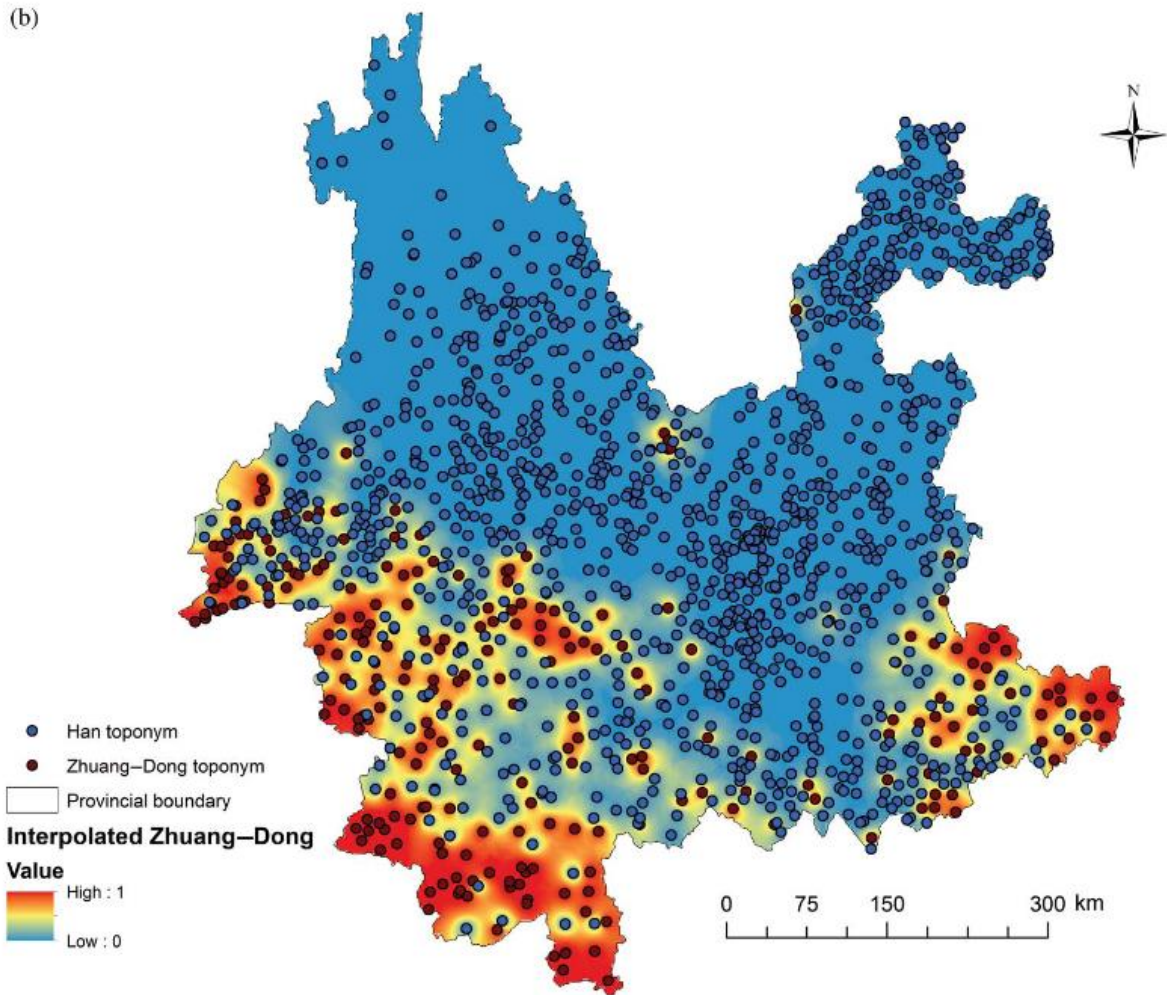 (b)
N
Han toponym
Zhuang–Dong toponym
Provincial boundary
Interpolated Zhuang–Dong
Value
High : 1
Low : 0
0 75 150 300 km